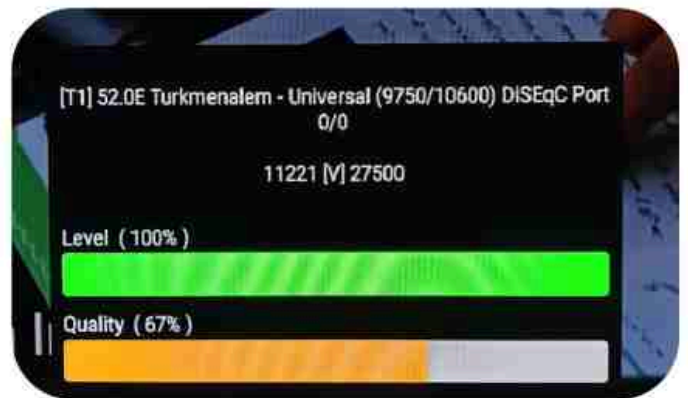 [T1] 52.0E Turkmenalem - Universal (9750/10600) DiSEqC Port
0/0
11221 [V] 27500
Level ( 100% )
Quality ( 67% )